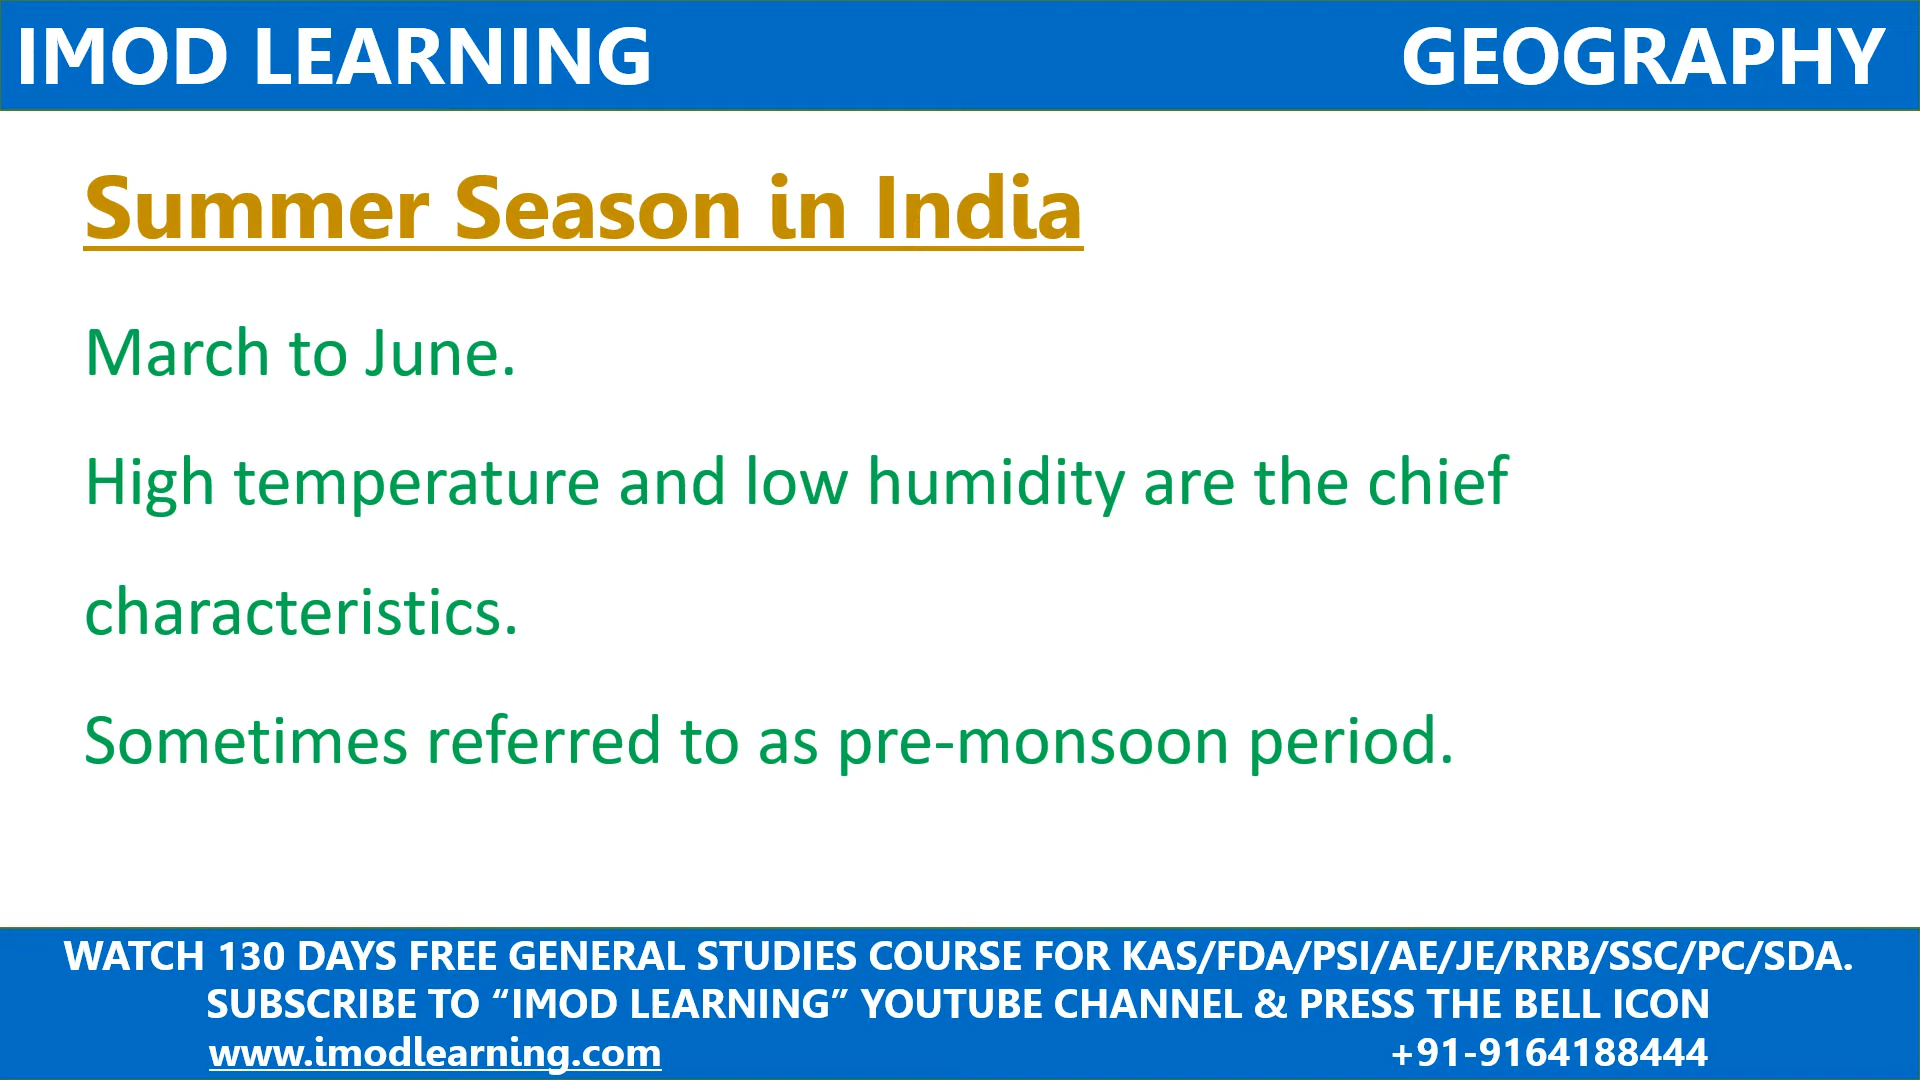 IMOD LEARNING GEOGRAPHY
Summer Season in India
March to June.
High temperature and low humidity are the chief
characteristics.
Sometimes referred to as pre-monsoon period.
WATCH 130 DAYS FREE GENERAL STUDIES COURSE FOR KAS/FDA/PSI/AE/JE/RRB/SSC/PC/SDA.
SUBSCRIBE TO “IMOD LEARNING” YOUTUBE CHANNEL & PRESS THE BELL ICON
www.imodlearning.com +91-9164188444